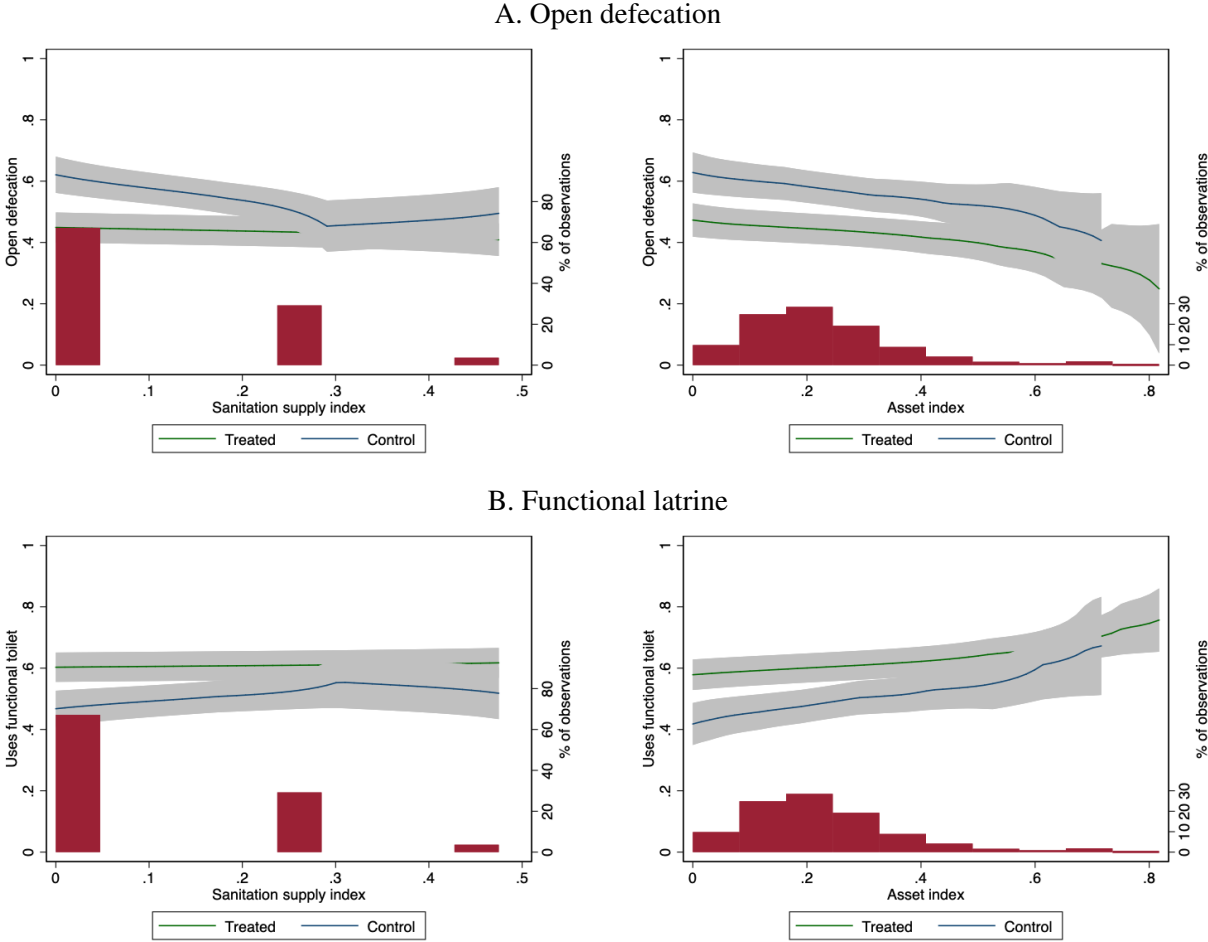 A. Open defecation
Open defecation
0 .2 .4 .6 .8 1
0 20 40 60 80
% of observations
0 .1 .2 .3 .4 .5
Sanitation supply index
Treated Control
Open defecation
0 .2 .4 .6 .8 1
0 10 20 30
% of observations
0 .2 .4 .6 .8
Asset index
Treated Control
B. Functional latrine
Uses functional toilet
0 .2 .4 .6 .8 1
0 20 40 60 80
% of observations
0 .1 .2 .3 .4 .5
Sanitation supply index
Treated Control
Uses functional toilet
0 .2 .4 .6 .8 1
0 10 20 30
% of observations
0 .2 .4 .6 .8
Asset index
Treated Control